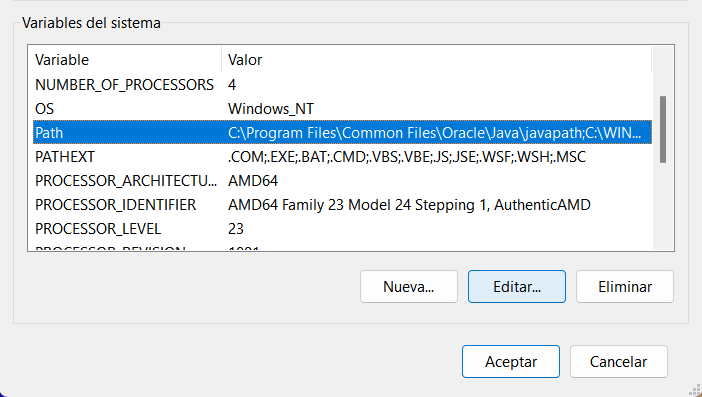 Variables del sistema
Variable Valor
NUMBER_OF_PROCESSORS 4
OS Windows_NT
Path C:\Program Files\Common Files\Oracle\Java\javapath;C:\WIN...
PATHEXT .COM;.EXE;.BAT;.CMD;.VBS;.VBE;.JS;.JSE;.WSF;.WSH;.MSC
PROCESSOR_ARCHITECTU... AMD64
PROCESSOR_IDENTIFIER AMD64 Family 23 Model 24 Stepping 1, AuthenticAMD
PROCESSOR_LEVEL 23
PROCESSOR_REVISION 1801
Nueva... Editar... Eliminar
Aceptar Cancelar